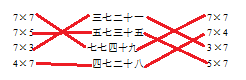 7×7 三七二十一 7×7
7×5 五七三十五 7×4
7×3 七七四十九 3×7
4×7 四七二十八 5×7